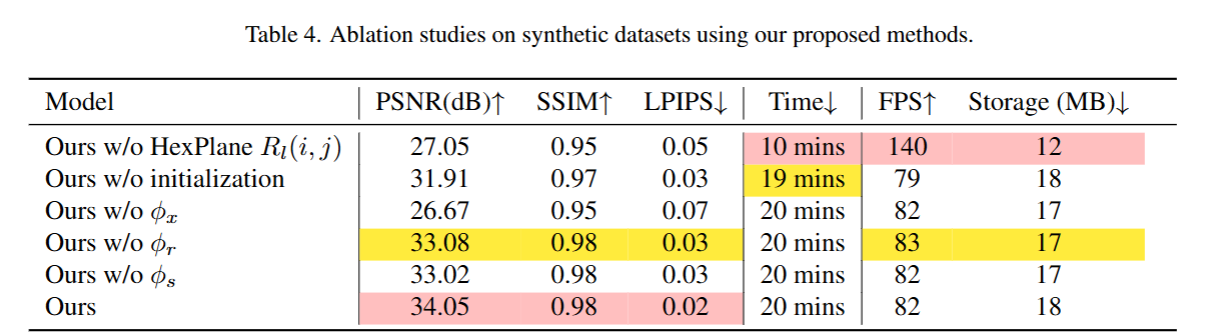 Table 4. Ablation studies on synthetic datasets using our proposed methods.
Model PSNR(dB)↑ SSIM↑ LPIPS↓ Time↓ FPS↑ Storage (MB)↓
Ours w/o HexPlane R_l(i, j) 27.05 0.95 0.05 10 mins 140 12
Ours w/o initialization 31.91 0.97 0.03 19 mins 79 18
Ours w/o ϕ_x 26.67 0.95 0.07 20 mins 82 17
Ours w/o ϕ_r 33.08 0.98 0.03 20 mins 83 17
Ours w/o ϕ_s 33.02 0.98 0.03 20 mins 82 17
Ours 34.05 0.98 0.02 20 mins 82 18